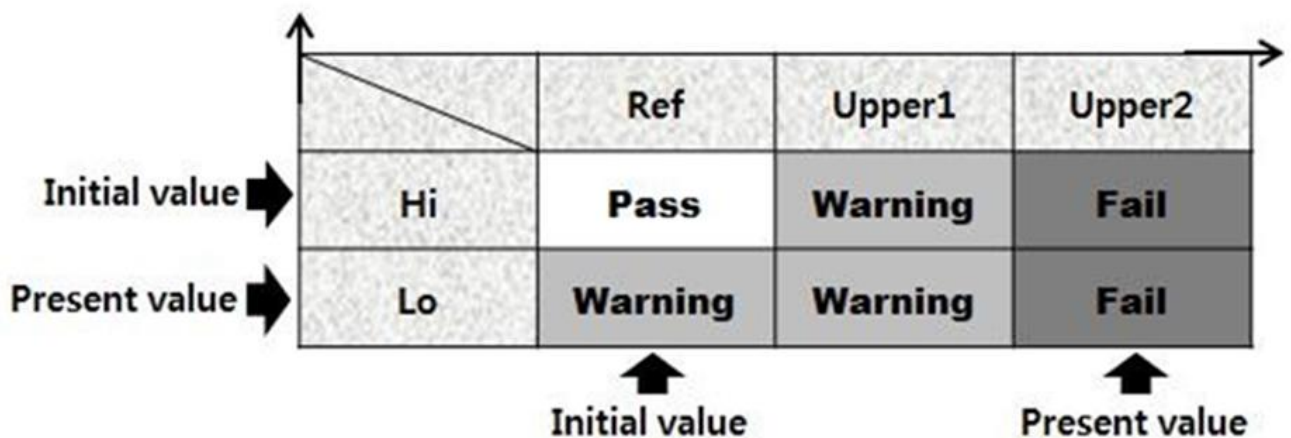 Ref Upper1 Upper2
Initial value Hi Pass Warning Fail
Present value Lo Warning Warning Fail
Initial value Present value